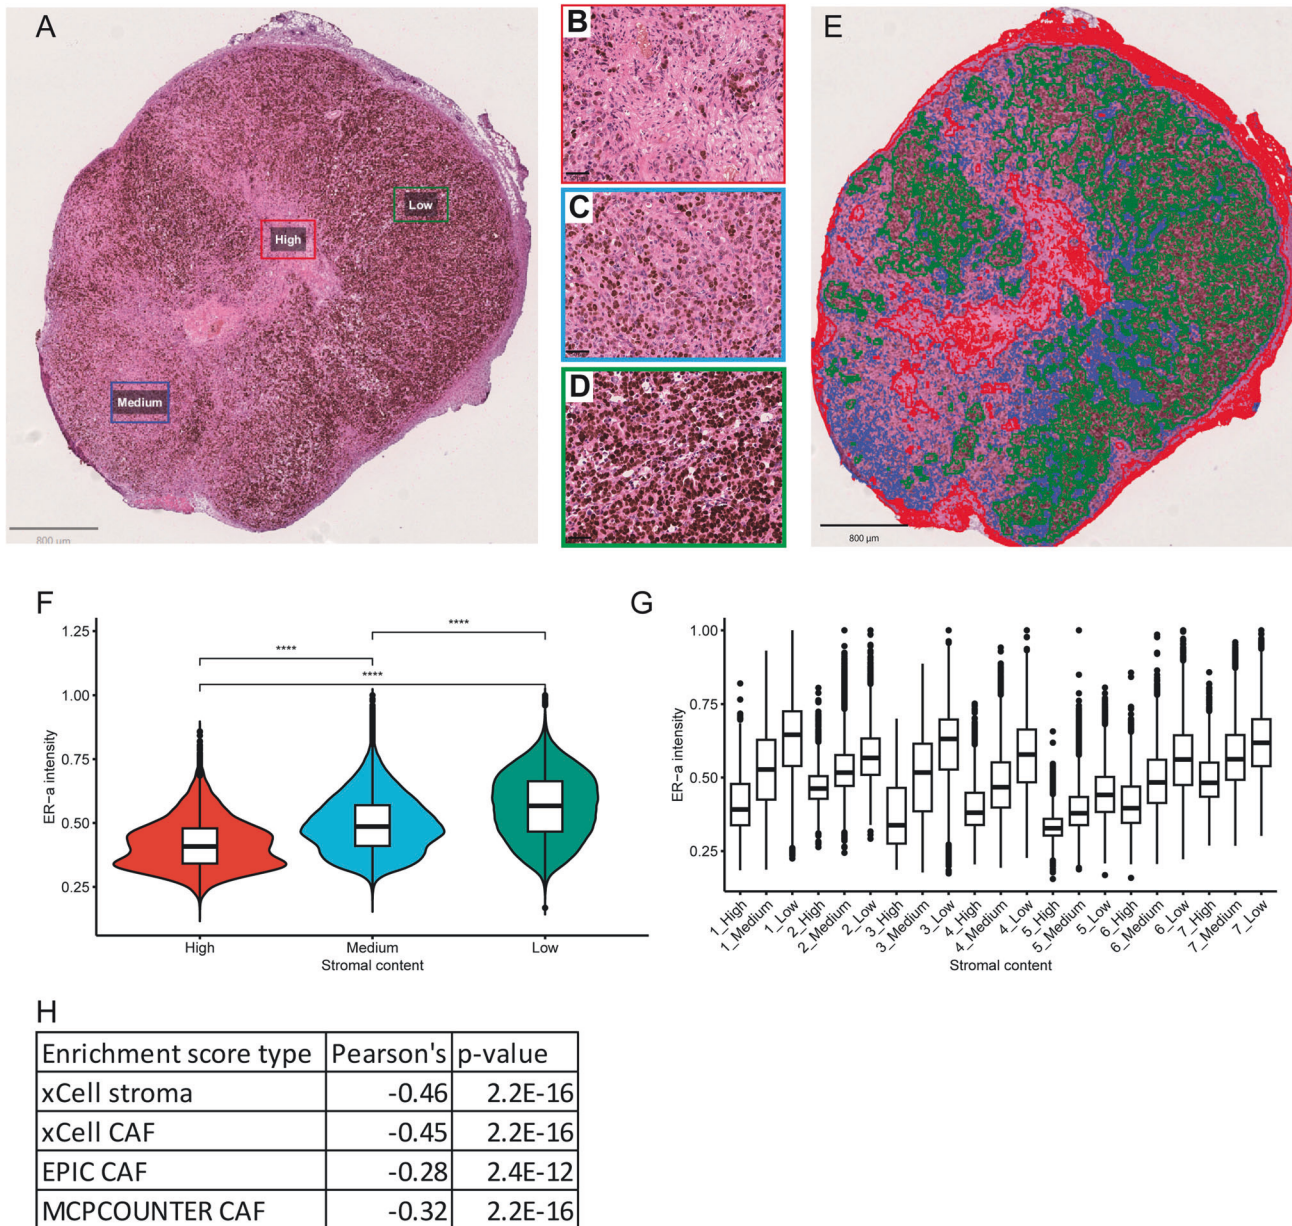 A
High
Low
Medium
800 µm
B
C
D
E
800 µm
F
ER-a intensity
1.25
1.00
0.75
0.50
0.25
****
****
****
High
Medium
Low
Stromal content
G
ER-a intensity
1.00
0.75
0.50
0.25
1_High
1_Medium
1_Low
2_High
2_Medium
2_Low
3_High
3_Medium
3_Low
4_High
4_Medium
4_Low
5_High
5_Medium
5_Low
6_High
6_Medium
6_Low
7_High
7_Medium
7_Low
Stromal content
H
Enrichment score type Pearson's p-value
xCell stroma -0.46 2.2E-16
xCell CAF -0.45 2.2E-16
EPIC CAF -0.28 2.4E-12
MCPCOUNTER CAF -0.32 2.2E-16